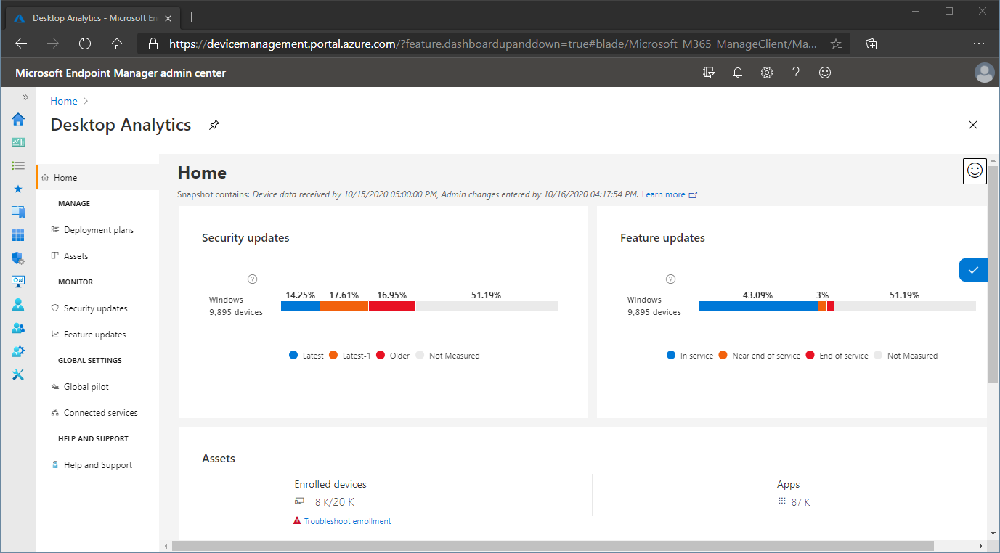 Desktop Analytics - Microsoft En
https://devicemanagement.portal.azure.com/?feature.dashboardupanddown=true#blade/Microsoft_M365_ManageClient/Ma...
Microsoft Endpoint Manager admin center
Home
Desktop Analytics
Home
MANAGE
Deployment plans
Assets
MONITOR
Security updates
Feature updates
GLOBAL SETTINGS
Global pilot
Connected services
HELP AND SUPPORT
Help and Support
Home
Snapshot contains: Device data received by 10/15/2020 05:00:00 PM, Admin changes entered by 10/16/2020 04:17:54 PM. Learn more
Security updates
Windows
9,895 devices
14.25% 17.61% 16.95% 51.19%
Latest Latest-1 Older Not Measured
Feature updates
Windows
9,895 devices
43.09% 3% 51.19%
In service Near end of service End of service Not Measured
Assets
Enrolled devices
8 K/20 K
Troubleshoot enrollment
Apps
87 K